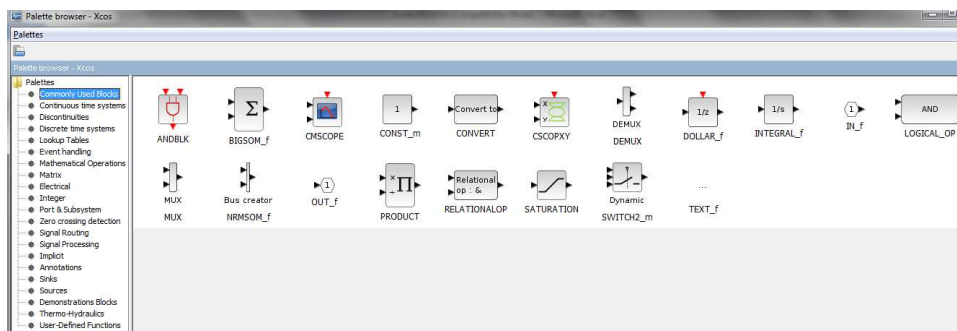 Palette browser - Xcos
Palettes
Palette browser - Xcos
Palettes
Commonly Used Blocks
Continuous time systems
Discontinuities
Discrete time systems
Lookup Tables
Event handling
Mathematical Operations
Matrix
Electrical
Integer
Port & Subsystem
Zero crossing detection
Signal Routing
Signal Processing
Implicit
Annotations
Sinks
Sources
Demonstrations Blocks
Thermo-Hydraulics
User-Defined Functions
Σ 1 Convert to X y 1/z 1/s 1 AND
DEMUX
ANDBLK BIGSOM_f CMSCOPE CONST_m CONVERT CSCOPXY DEMUX DOLLAR_f INTEGRAL_f IN_f LOGICAL_OP
1 × ÷ Π Relational op : & ...
MUX Bus creator Dynamic
MUX NRMSOM_f OUT_f PRODUCT RELATIONALOP SATURATION SWITCH2_m TEXT_f